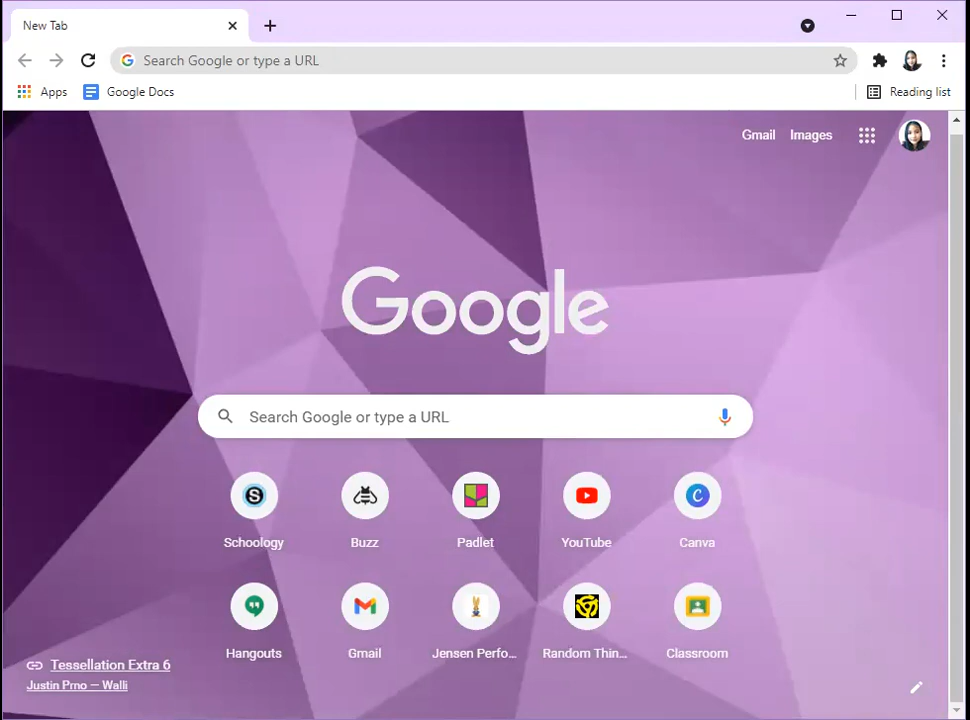 New Tab
Search Google or type a URL
Apps Google Docs Reading list
Gmail Images
Google
Search Google or type a URL
Schoology Buzz Padlet YouTube Canva
Hangouts Gmail Jensen Perfo... Random Thin... Classroom
Tessellation Extra 6
Justin Prno — Walli